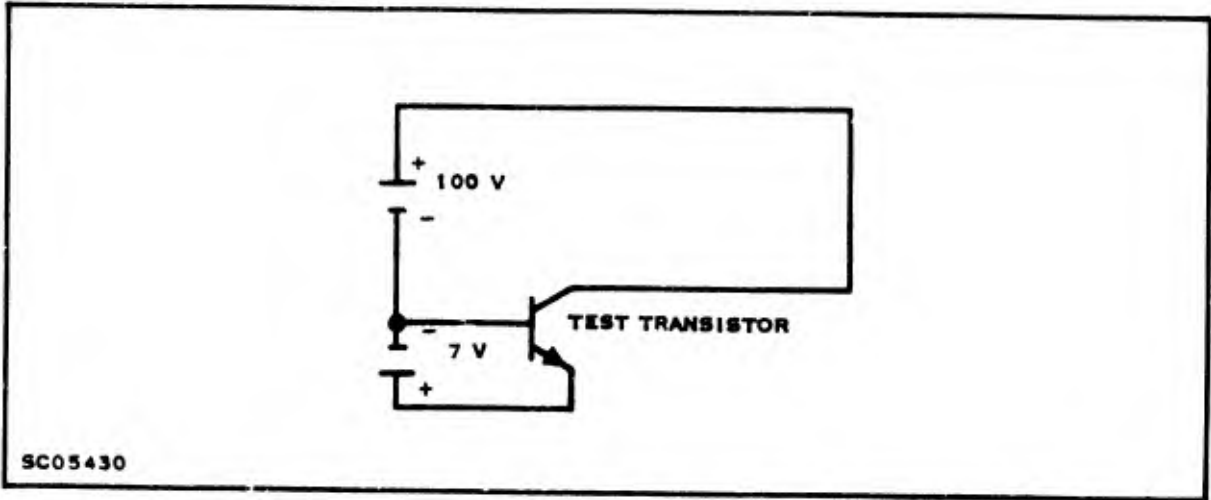 +
100 V
-
-
TEST TRANSISTOR
7 V
+
SC05430